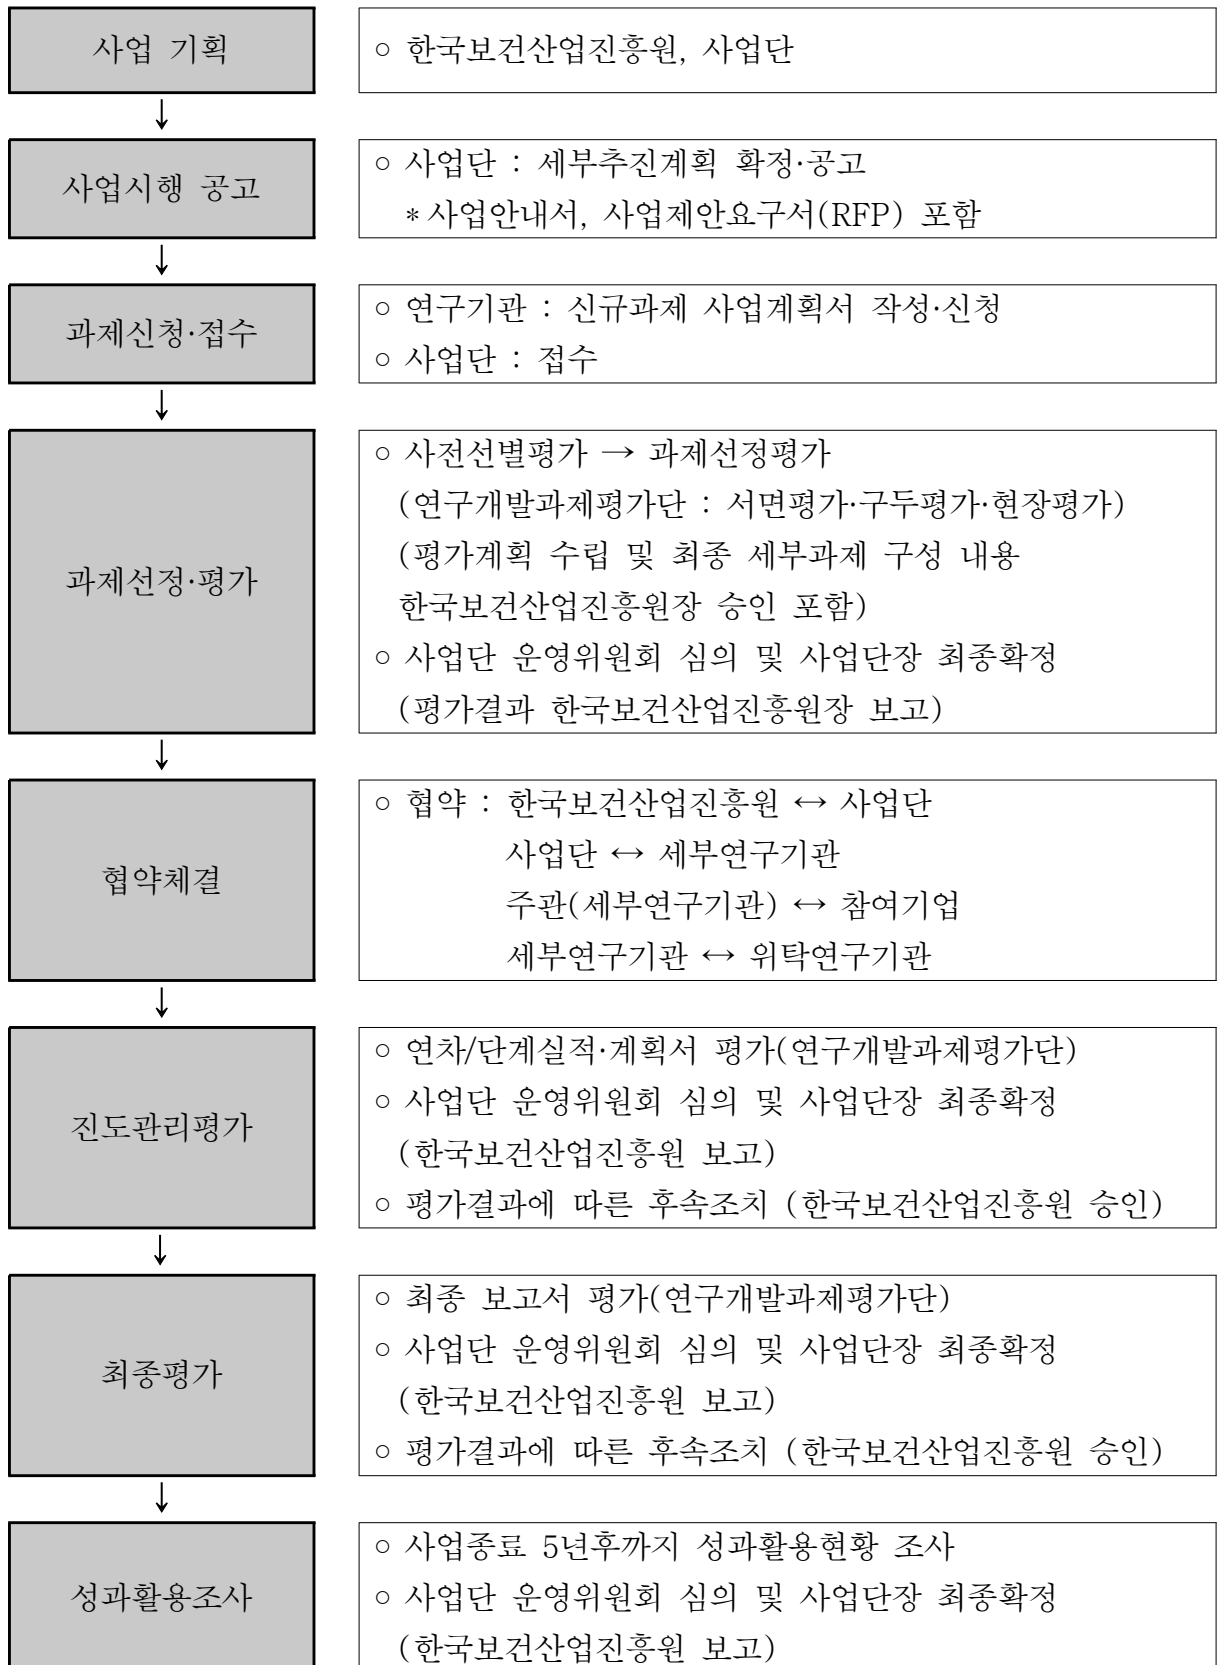 사업 기획
○ 한국보건산업진흥원, 사업단
↓
사업시행 공고
○ 사업단 : 세부추진계획 확정·공고
* 사업안내서, 사업제안요구서(RFP) 포함
↓
과제신청·접수
○ 연구기관 : 신규과제 사업계획서 작성·신청
○ 사업단 : 접수
↓
과제선정·평가
○ 사전선별평가 → 과제선정평가
(연구개발과제평가단 : 서면평가·구두평가·현장평가)
(평가계획 수립 및 최종 세부과제 구성 내용
한국보건산업진흥원장 승인 포함)
○ 사업단 운영위원회 심의 및 사업단장 최종확정
(평가결과 한국보건산업진흥원장 보고)
↓
협약체결
○ 협약 : 한국보건산업진흥원 ↔ 사업단
사업단 ↔ 세부연구기관
주관(세부연구기관) ↔ 참여기업
세부연구기관 ↔ 위탁연구기관
↓
진도관리평가
○ 연차/단계실적·계획서 평가(연구개발과제평가단)
○ 사업단 운영위원회 심의 및 사업단장 최종확정
(한국보건산업진흥원 보고)
○ 평가결과에 따른 후속조치 (한국보건산업진흥원 승인)
↓
최종평가
○ 최종 보고서 평가(연구개발과제평가단)
○ 사업단 운영위원회 심의 및 사업단장 최종확정
(한국보건산업진흥원 보고)
○ 평가결과에 따른 후속조치 (한국보건산업진흥원 승인)
↓
성과활용조사
○ 사업종료 5년후까지 성과활용현황 조사
○ 사업단 운영위원회 심의 및 사업단장 최종확정
(한국보건산업진흥원 보고)